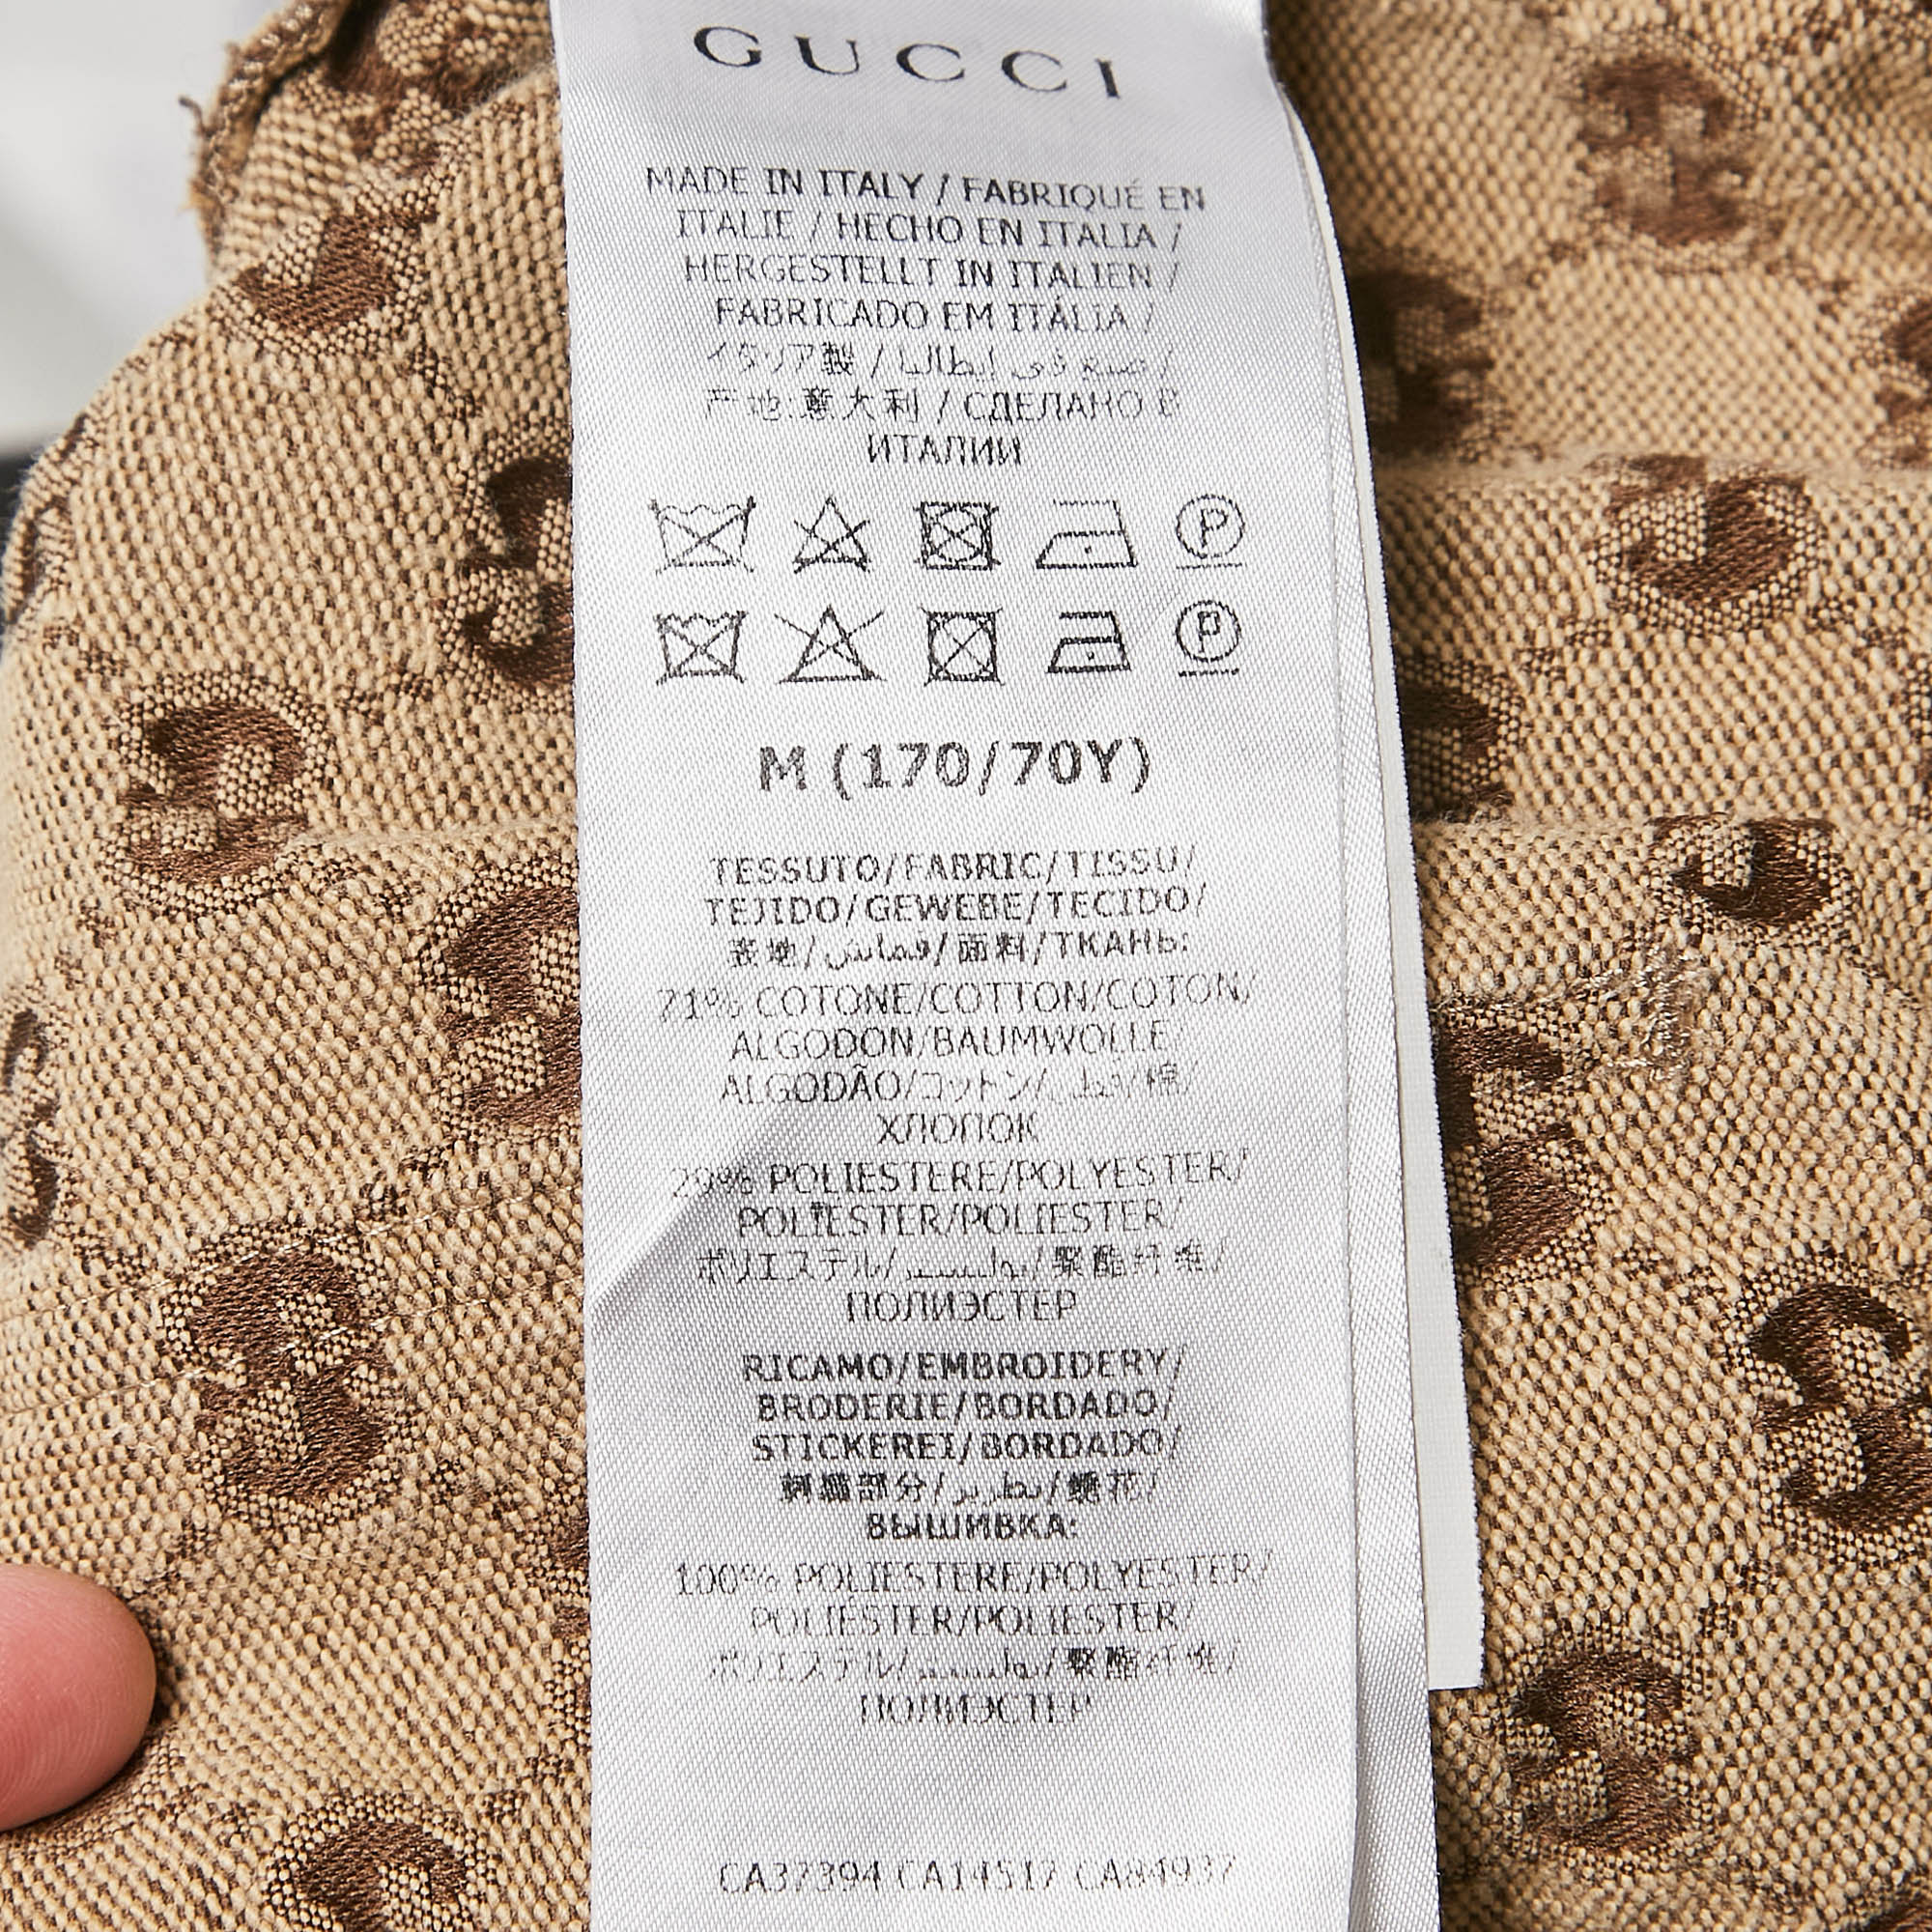 GUCCI
MADE IN ITALY / FABRIQUÉ EN
ITALIE / HECHO EN ITALIA /
HERGESTELLT IN ITALIEN /
FABRICADO EM ITÁLIA /
イタリア製 / صنع في إيطاليا /
产地:意大利 / СДЕЛАНО В
ИТАЛИИ
P
P
M (170/70Y)
TESSUTO/FABRIC/TISSU/
TEJIDO/GEWEBE/TECIDO/
表地/قماش/面料/ТКАНЬ:
71% COTONE/COTTON/COTON/
ALGODON/BAUMWOLLE/
ALGODÃO/コットン/قطن/棉/
ХЛОПОК
29% POLIESTERE/POLYESTER/
POLIESTER/POLIESTER/
ポリエステル/بوليستر/聚酯纤维/
ПОЛИЭСТЕР
RICAMO/EMBROIDERY/
BRODERIE/BORDADO/
STICKEREI/BORDADO/
刺繍部分/تطريز/绣花/
ВЫШИВКА:
100% POLIESTERE/POLYESTER/
POLIÉSTER/POLIESTER/
ポリエステル/بوليستر/聚酯纤维/
ПОЛИЭСТЕР
CA37394 CA14517 CA84937